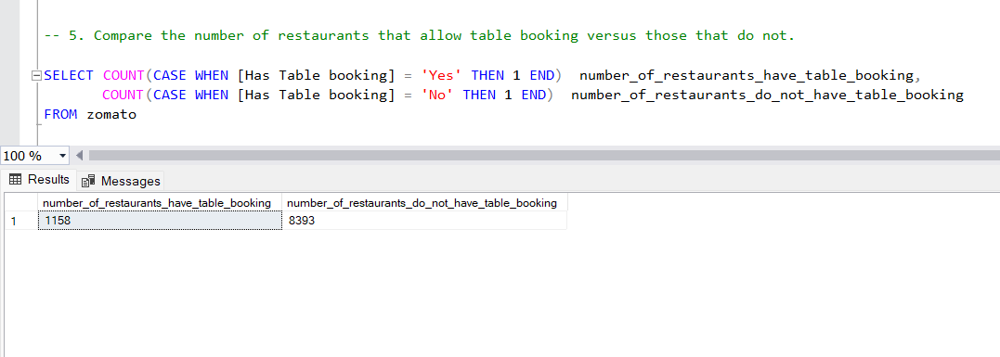 -- 5. Compare the number of restaurants that allow table booking versus those that do not.
SELECT COUNT(CASE WHEN [Has Table booking] = 'Yes' THEN 1 END)  number_of_restaurants_have_table_booking,
COUNT(CASE WHEN [Has Table booking] = 'No' THEN 1 END)  number_of_restaurants_do_not_have_table_booking
FROM zomato
100 %
Results Messages
number_of_restaurants_have_table_booking number_of_restaurants_do_not_have_table_booking
1 1158 8393